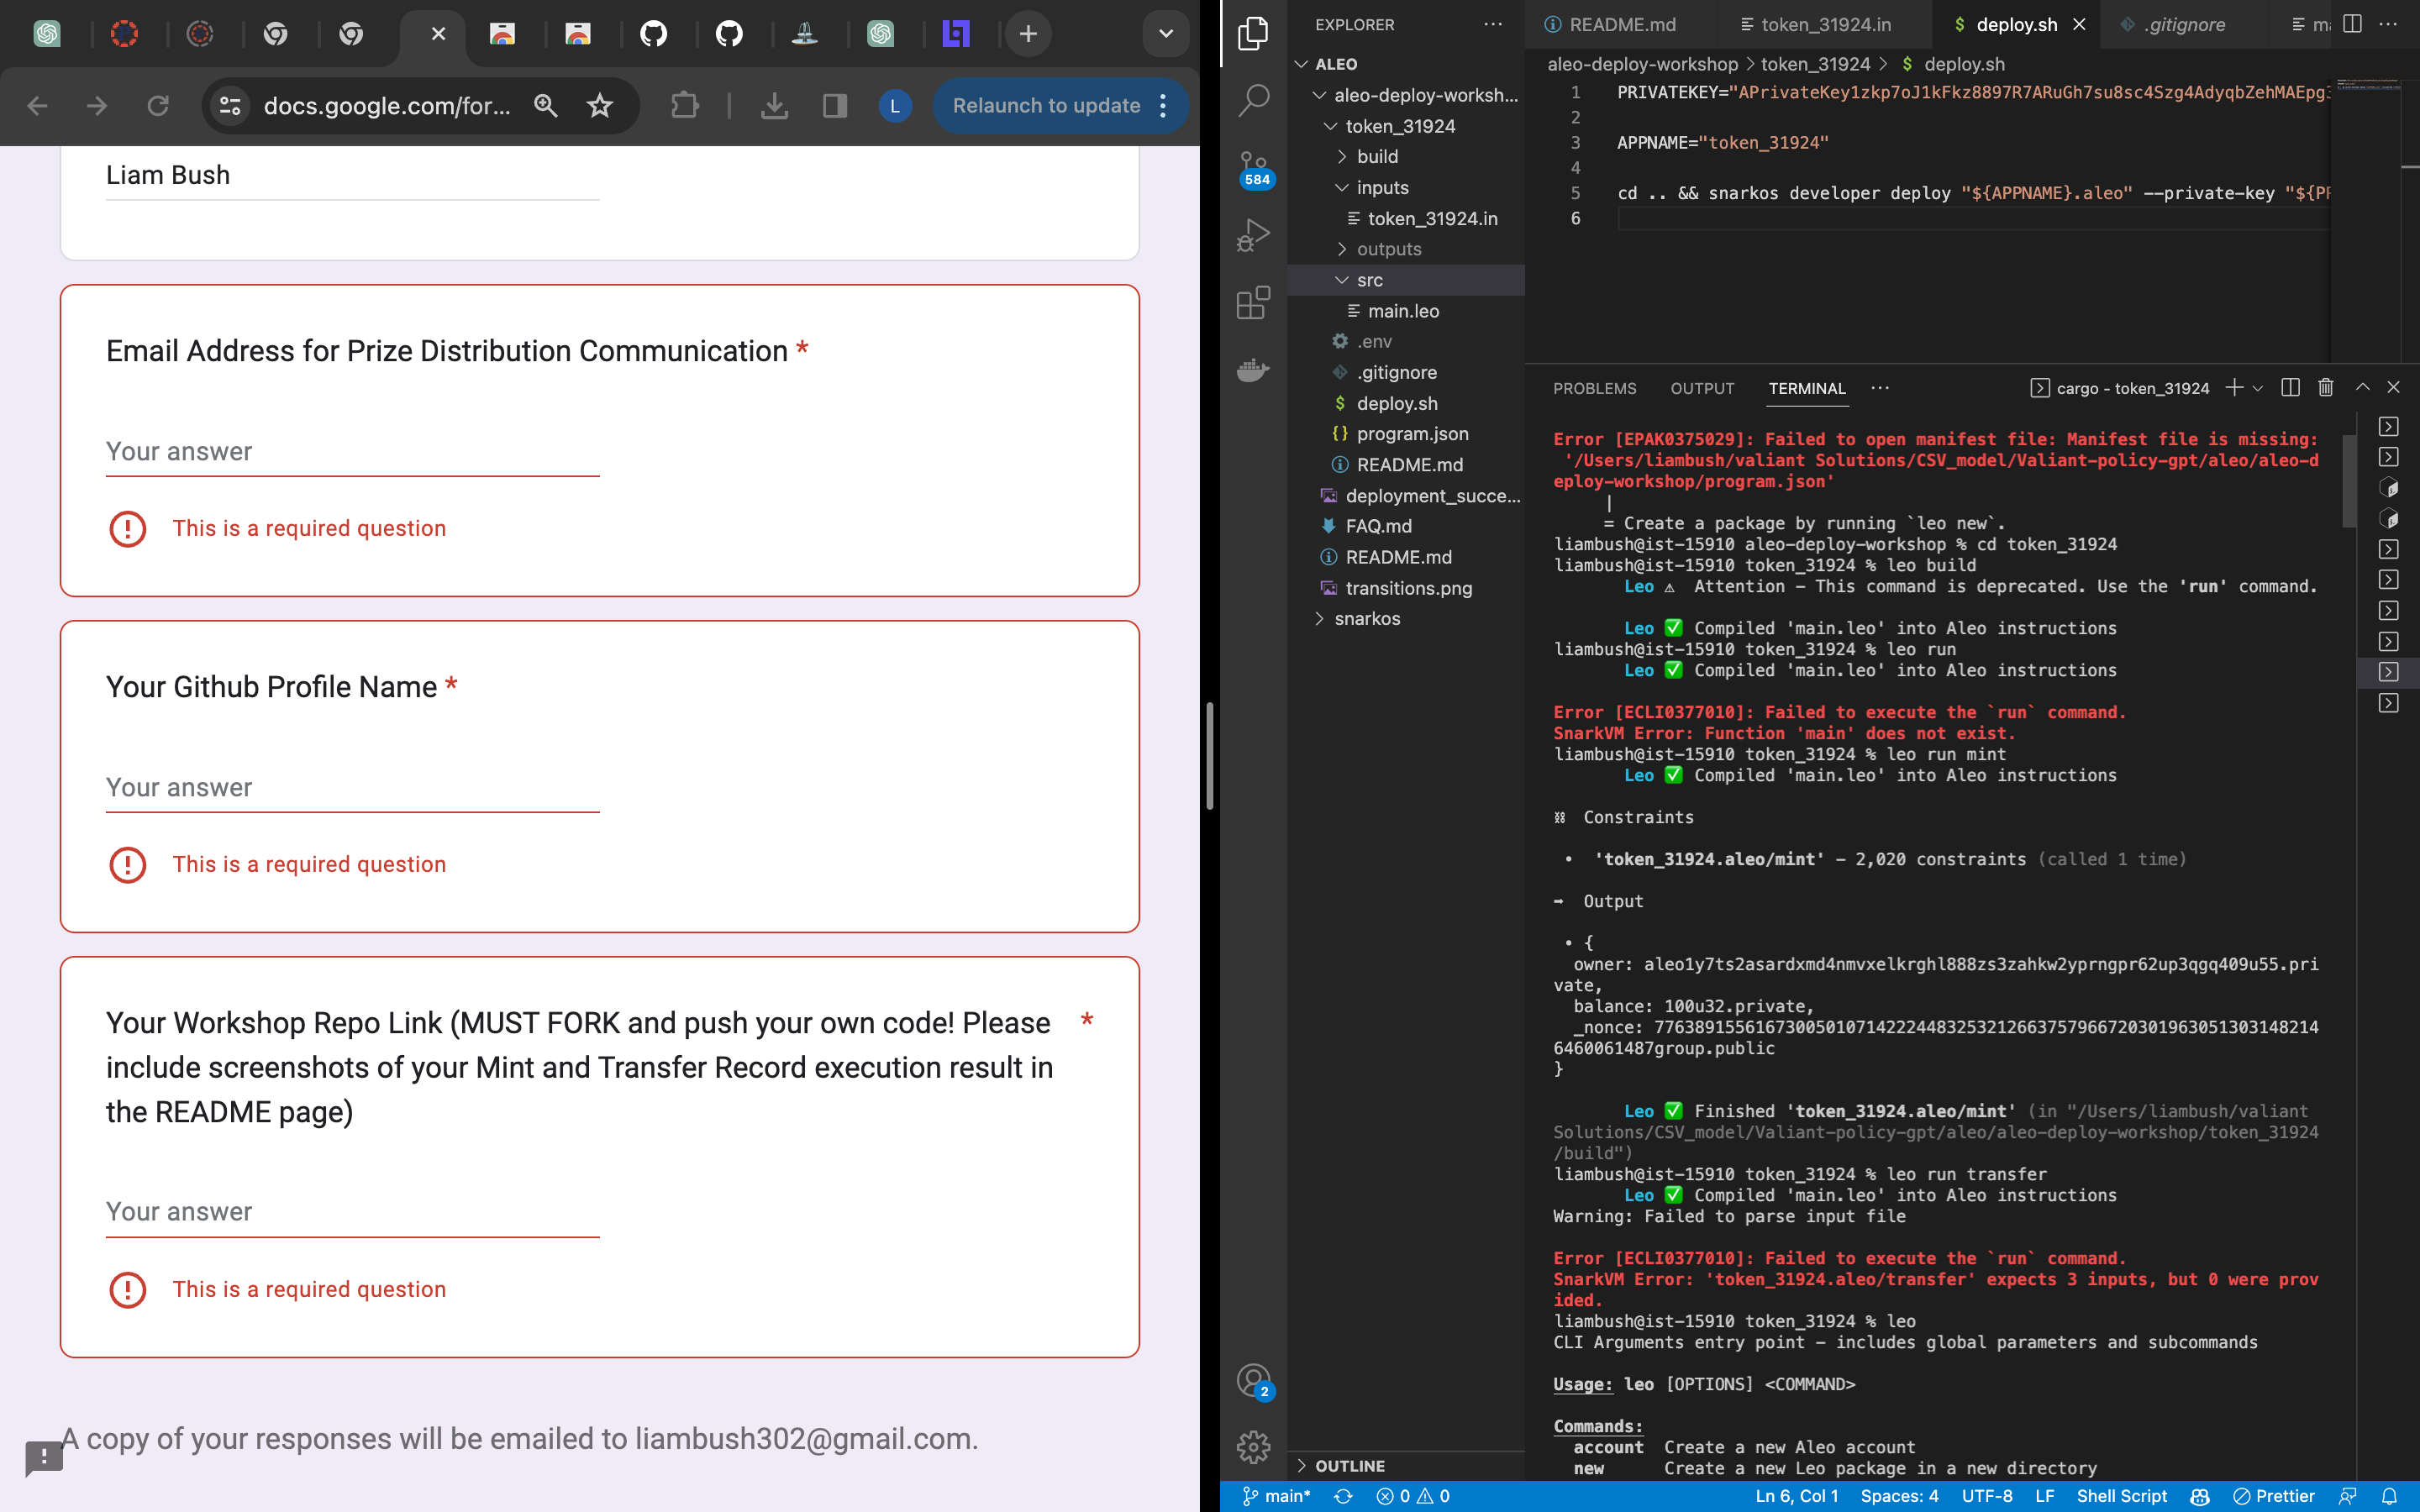 docs.google.com/for...
L
Relaunch to update
Liam Bush
Email Address for Prize Distribution Communication *
Your answer
This is a required question
Your Github Profile Name *
Your answer
This is a required question
Your Workshop Repo Link (MUST FORK and push your own code! Please *
include screenshots of your Mint and Transfer Record execution result in
the README page)
Your answer
This is a required question
A copy of your responses will be emailed to liambush302@gmail.com.
EXPLORER
ALEO
aleo-deploy-worksh...
token_31924
build
inputs
token_31924.in
outputs
src
main.leo
.env
.gitignore
$ deploy.sh
{} program.json
README.md
deployment_succe...
FAQ.md
README.md
transitions.png
snarkos
OUTLINE
584
2
README.md
token_31924.in
$ deploy.sh
.gitignore
aleo-deploy-workshop > token_31924 > $ deploy.sh
1 PRIVATEKEY="APrivateKey1zkp7oJ1kFkz8897R7ARuGh7su8sc4Szg4AdyqbZehMAEpg
2
3 APPNAME="token_31924"
4
5 cd .. && snarkos developer deploy "${APPNAME}.aleo" --private-key "${PR
6
PROBLEMS OUTPUT TERMINAL ...
cargo - token_31924
Error [EPAK0375029]: Failed to open manifest file: Manifest file is missing:
'/Users/liambush/valiant Solutions/CSV_model/Valiant-policy-gpt/aleo/aleo-d
eploy-workshop/program.json'
|
= Create a package by running `leo new`.
liambush@ist-15910 aleo-deploy-workshop % cd token_31924
liambush@ist-15910 token_31924 % leo build
Leo ⚠ Attention - This command is deprecated. Use the 'run' command.
Leo ✅ Compiled 'main.leo' into Aleo instructions
liambush@ist-15910 token_31924 % leo run
Leo ✅ Compiled 'main.leo' into Aleo instructions
Error [ECLI0377010]: Failed to execute the `run` command.
SnarkVM Error: Function 'main' does not exist.
liambush@ist-15910 token_31924 % leo run mint
Leo ✅ Compiled 'main.leo' into Aleo instructions
⛓ Constraints
• 'token_31924.aleo/mint' - 2,020 constraints (called 1 time)
➡ Output
• {
owner: aleo1y7ts2asardxmd4nmvxelkrghl888zs3zahkw2yprngpr62up3qgq409u55.pri
vate,
balance: 100u32.private,
_nonce: 7763891556167300501071422244832532126637579667203019630513031482​14
6460061487group.public
}
Leo ✅ Finished 'token_31924.aleo/mint' (in "/Users/liambush/valiant
Solutions/CSV_model/Valiant-policy-gpt/aleo/aleo-deploy-workshop/token_31924
/build")
liambush@ist-15910 token_31924 % leo run transfer
Leo ✅ Compiled 'main.leo' into Aleo instructions
Warning: Failed to parse input file
Error [ECLI0377010]: Failed to execute the `run` command.
SnarkVM Error: 'token_31924.aleo/transfer' expects 3 inputs, but 0 were prov
ided.
liambush@ist-15910 token_31924 % leo
CLI Arguments entry point - includes global parameters and subcommands
Usage: leo [OPTIONS] <COMMAND>
Commands:
account Create a new Aleo account
new Create a new Leo package in a new directory
main* 0 0 Ln 6, Col 1 Spaces: 4 UTF-8 LF Shell Script Prettier